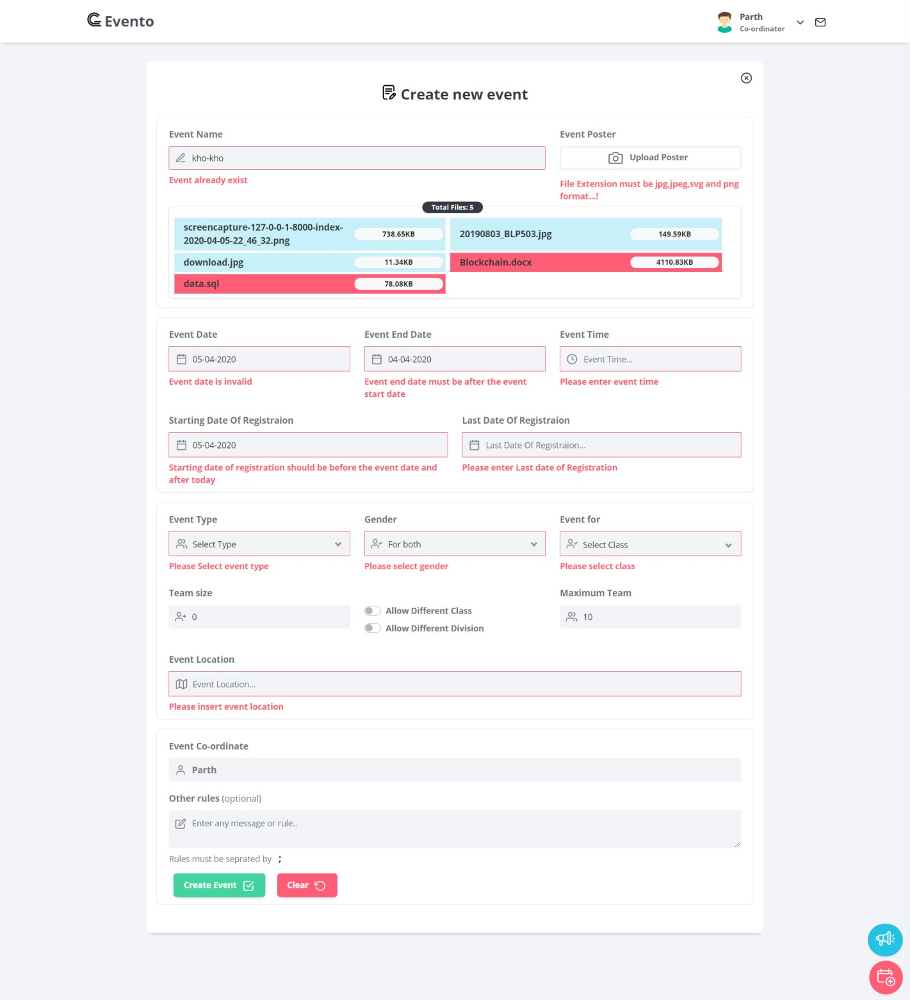 Evento
Parth
Co-ordinator
Create new event
Event Name
kho-kho
Event already exist
Event Poster
Upload Poster
File Extension must be jpg,jpeg,svg and png
format...!
Total Files: 5
screencapture-127-0-0-1-8000-index-
2020-04-05-22_46_32.png
738.65KB
20190803_BLP503.jpg
149.59KB
download.jpg
11.34KB
Blockchain.docx
4110.83KB
data.sql
78.08KB
Event Date
05-04-2020
Event date is invalid
Event End Date
04-04-2020
Event end date must be after the event
start date
Event Time
Event Time...
Please enter event time
Starting Date Of Registraion
05-04-2020
Starting date of registration should be before the event date and
after today
Last Date Of Registraion
Last Date Of Registraion...
Please enter Last date of Registration
Event Type
Select Type
Please Select event type
Gender
For both
Please select gender
Event for
Select Class
Please select class
Team size
0
Allow Different Class
Allow Different Division
Maximum Team
10
Event Location
Event Location...
Please insert event location
Event Co-ordinate
Parth
Other rules (optional)
Enter any message or rule..
Rules must be seprated by ;
Create Event
Clear